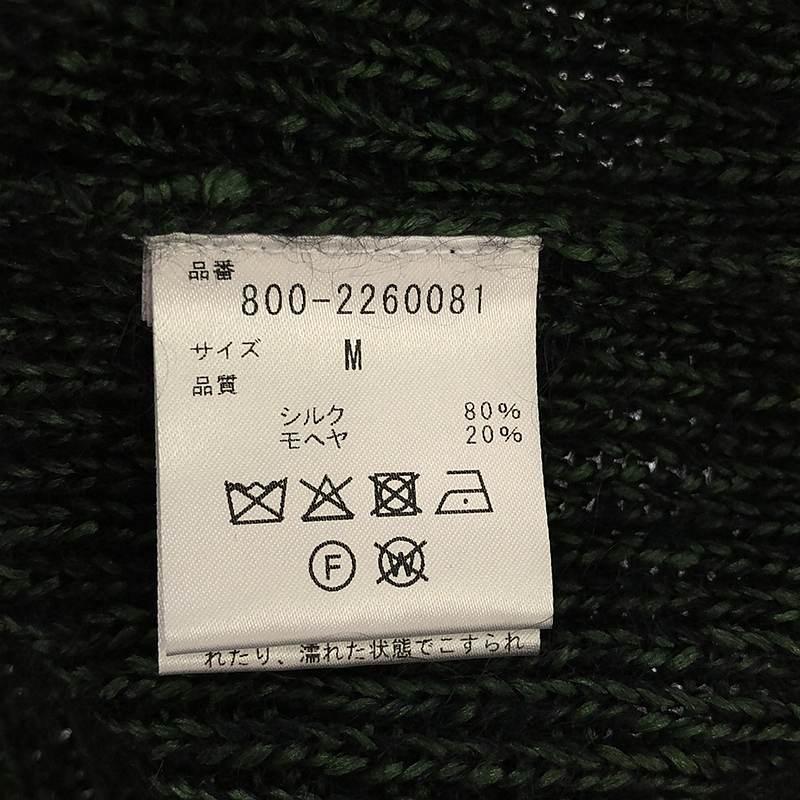 品番
800-2260081
サイズ M
品質
シルク 80%
モヘヤ 20%
F W
れたり、濡れた状態でこすられ